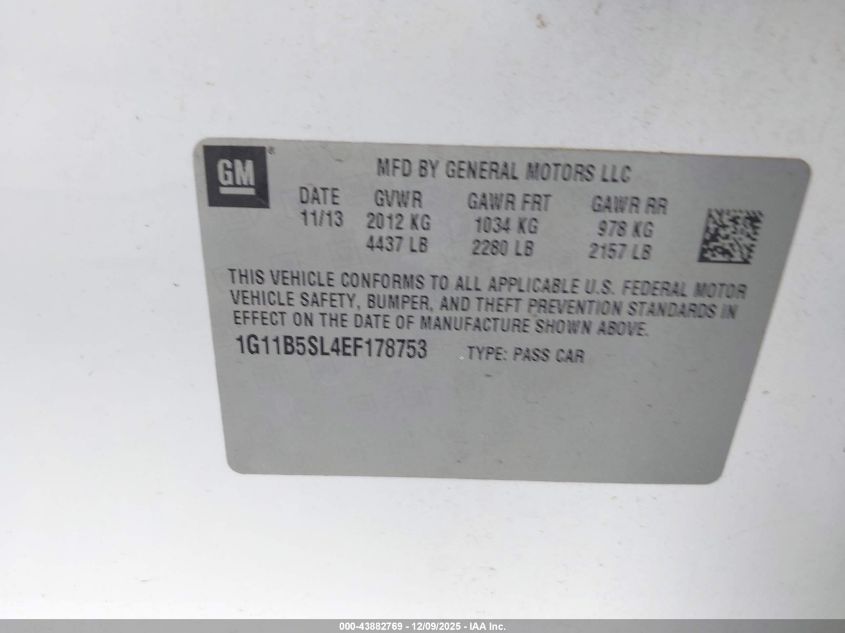 GM®
MFD BY GENERAL MOTORS LLC
DATE GVWR GAWR FRT GAWR RR
11/13 2012 KG 1034 KG 978 KG
4437 LB 2280 LB 2157 LB
THIS VEHICLE CONFORMS TO ALL APPLICABLE U.S. FEDERAL MOTOR
VEHICLE SAFETY, BUMPER, AND THEFT PREVENTION STANDARDS IN
EFFECT ON THE DATE OF MANUFACTURE SHOWN ABOVE.
1G11B5SL4EF178753 TYPE: PASS CAR
000-43882769 - 12/09/2025 - IAA Inc.